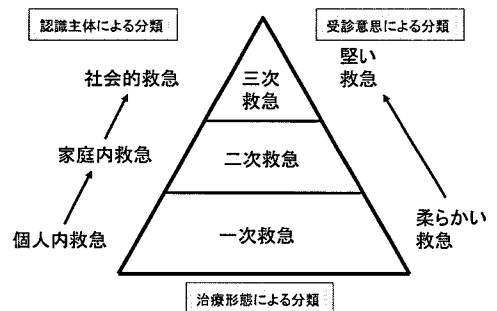 認識主体による分類
受診意思による分類
社会的救急
家庭内救急
個人内救急
三次
救急
二次救急
一次救急
堅い
救急
柔らかい
救急
治療形態による分類